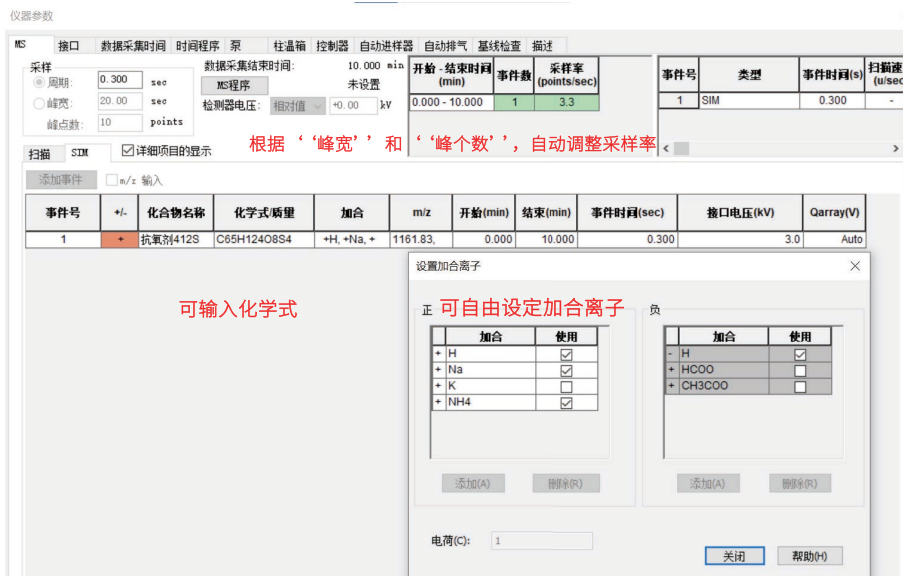 仪器参数
MS 接口 数据采集时间 时间程序 泵 柱温箱 控制器 自动进样器 自动排气 基线检查 描述
采样
周期: 0.300 sec
峰宽: 20.00 sec
峰点数: 10 points
数据采集结束时间: 10.000 min
MS程序 未设置
检测器电压: 相对值 +0.00 kV
开始 - 结束时间 (min) 事件数 采样率 (points/sec)
0.000 - 10.000 1 3.3
事件号 类型 事件时间(s) 扫描速 (u/sec
1 SIM 0.300 -
根据‘‘峰宽’’和‘‘峰个数’’，自动调整采样率
扫描 SIM 详细项目的显示
添加事件 m/z 输入
事件号 +/- 化合物名称 化学式/质量 加合 m/z 开始(min) 结束(min) 事件时间(sec) 接口电压(kV) Qarray(V)
1 + 抗氧剂412S C65H124O8S4 +H, +Na, + 1161.83, 0.000 10.000 0.300 3.0 Auto
可输入化学式
设置加合离子
正 可自由设定加合离子 负
加合 使用
+ H
+ Na
+ K
+ NH4
添加(A) 删除(R)
加合 使用
- H
+ HCOO
+ CH3COO
添加(A) 删除(R)
电荷(C): 1
关闭 帮助(H)